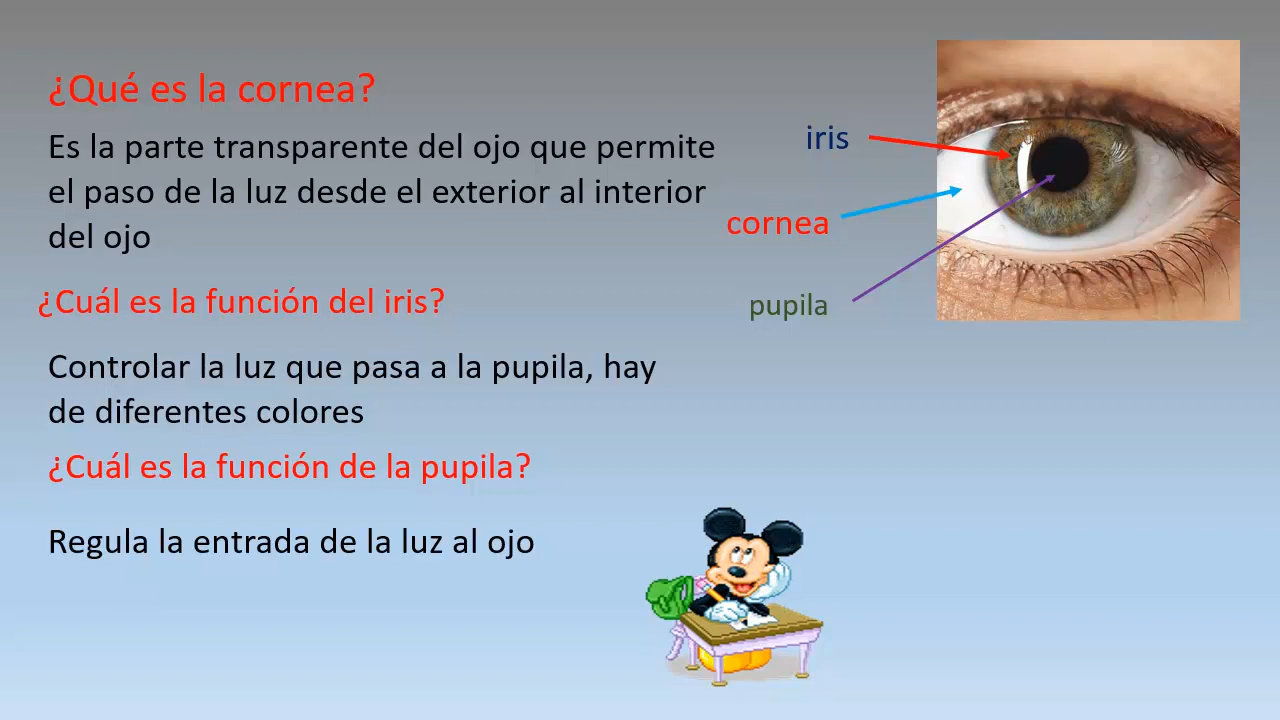 ¿Qué es la cornea?
Es la parte transparente del ojo que permite
el paso de la luz desde el exterior al interior
del ojo
¿Cuál es la función del iris?
Controlar la luz que pasa a la pupila, hay
de diferentes colores
¿Cuál es la función de la pupila?
Regula la entrada de la luz al ojo
iris
cornea
pupila